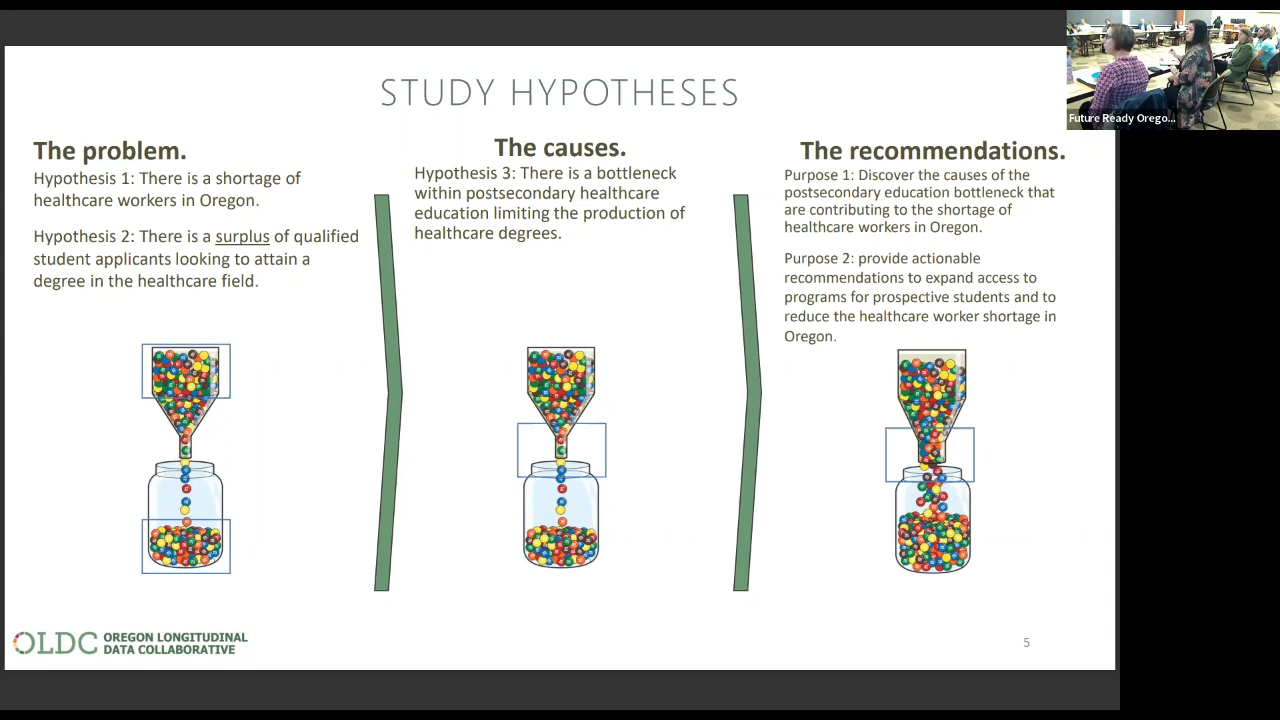 STUDY HYPOTHESES
The problem.
Hypothesis 1: There is a shortage of
healthcare workers in Oregon.
Hypothesis 2: There is a surplus of qualified
student applicants looking to attain a
degree in the healthcare field.
The causes.
Hypothesis 3: There is a bottleneck
within postsecondary healthcare
education limiting the production of
healthcare degrees.
The recommendations.
Purpose 1: Discover the causes of the
postsecondary education bottleneck that
are contributing to the shortage of
healthcare workers in Oregon.
Purpose 2: provide actionable
recommendations to expand access to
programs for prospective students and to
reduce the healthcare worker shortage in
Oregon.
OLDC OREGON LONGITUDINAL
DATA COLLABORATIVE
5
Future Ready Orego...